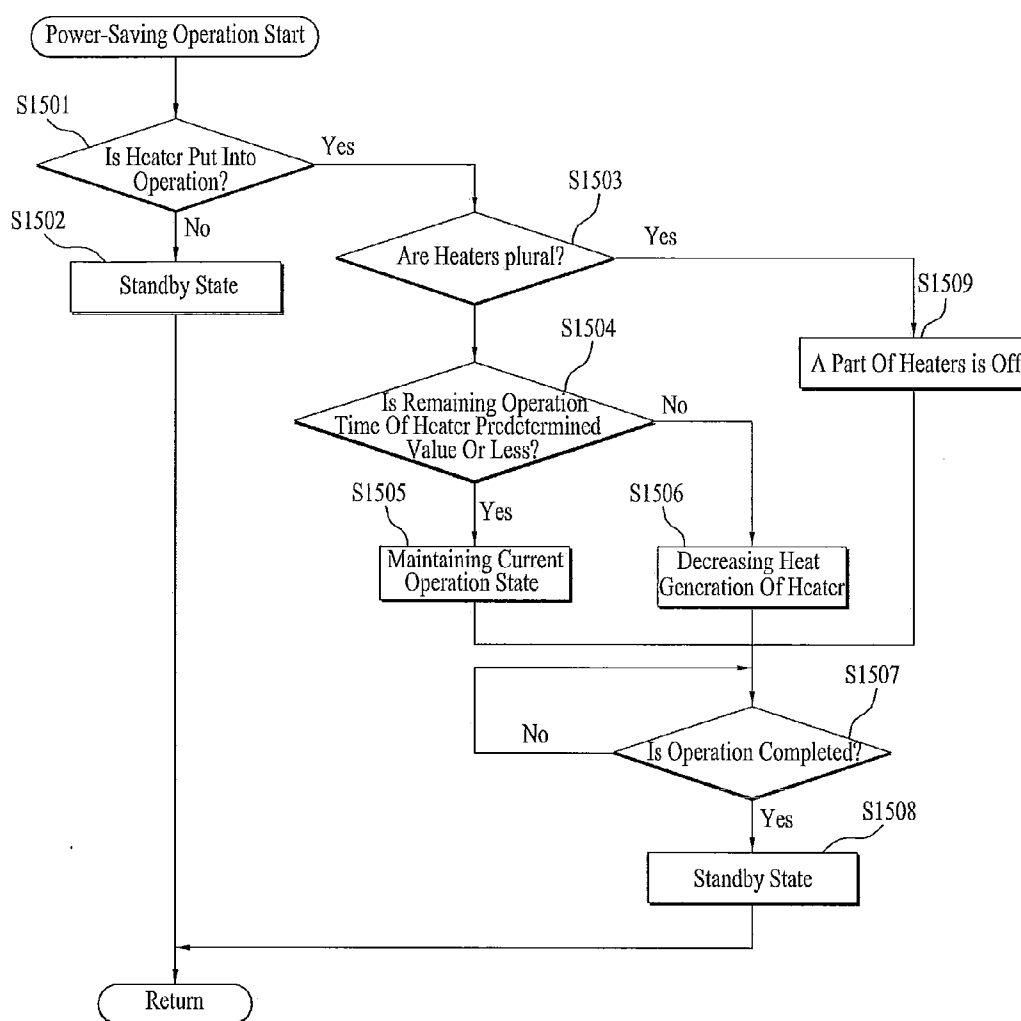 Power-Saving Operation Start
S1501
Is Heater Put Into
Operation?
Yes
No
S1502
Standby State
S1503
Are Heaters plural?
Yes
S1509
A Part Of Heaters is Off
S1504
Is Remaining Operation
Time Of Heater Predetermined
Value Or Less?
No
Yes
S1505
Maintaining Current
Operation State
S1506
Decreasing Heat
Generation Of Heater
S1507
Is Operation Completed?
No
Yes
S1508
Standby State
Return